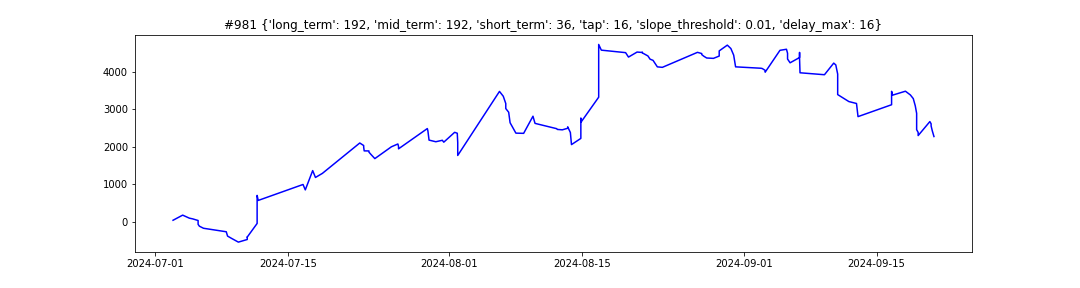 #981 {'long_term': 192, 'mid_term': 192, 'short_term': 36, 'tap': 16, 'slope_threshold': 0.01, 'delay_max': 16}
4000
3000
2000
1000
0
2024-07-01 2024-07-15 2024-08-01 2024-08-15 2024-09-01 2024-09-15